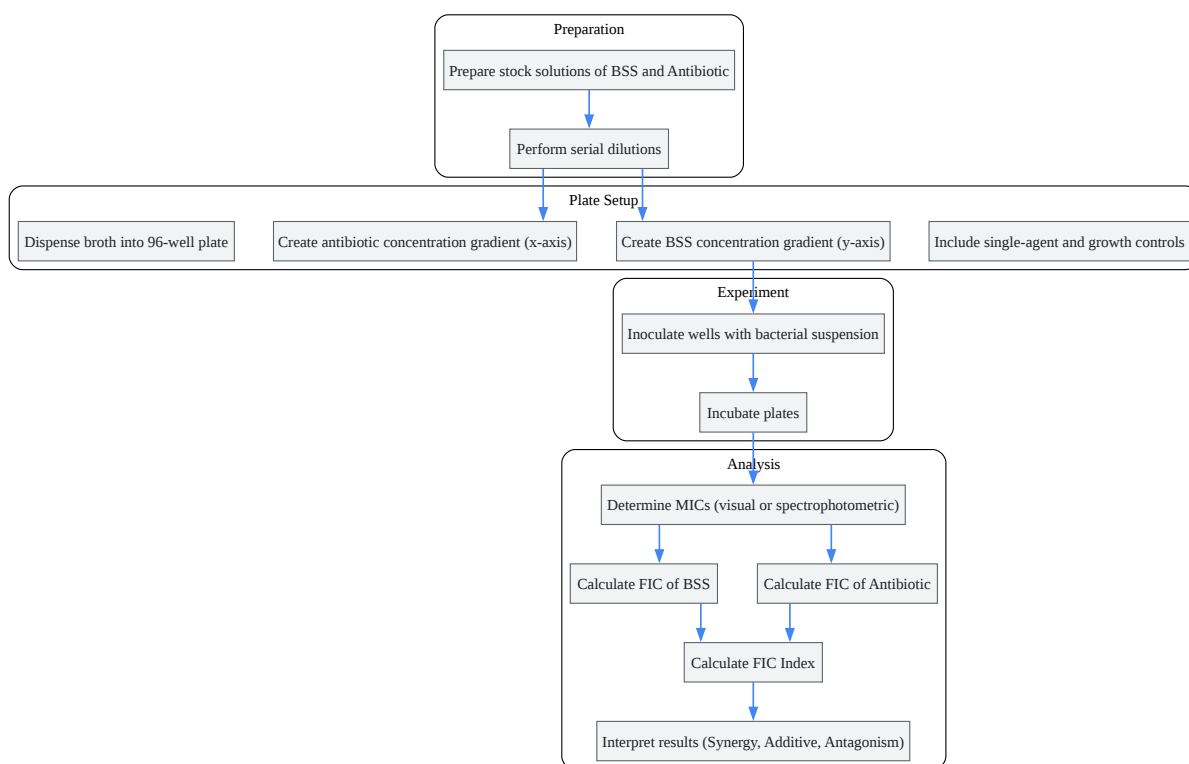 Preparation
Prepare stock solutions of BSS and Antibiotic
Perform serial dilutions
Plate Setup
Dispense broth into 96-well plate
Create antibiotic concentration gradient (x-axis)
Create BSS concentration gradient (y-axis)
Include single-agent and growth controls
Experiment
Inoculate wells with bacterial suspension
Incubate plates
Analysis
Determine MICs (visual or spectrophotometric)
Calculate FIC of BSS
Calculate FIC of Antibiotic
Calculate FIC Index
Interpret results (Synergy, Additive, Antagonism)